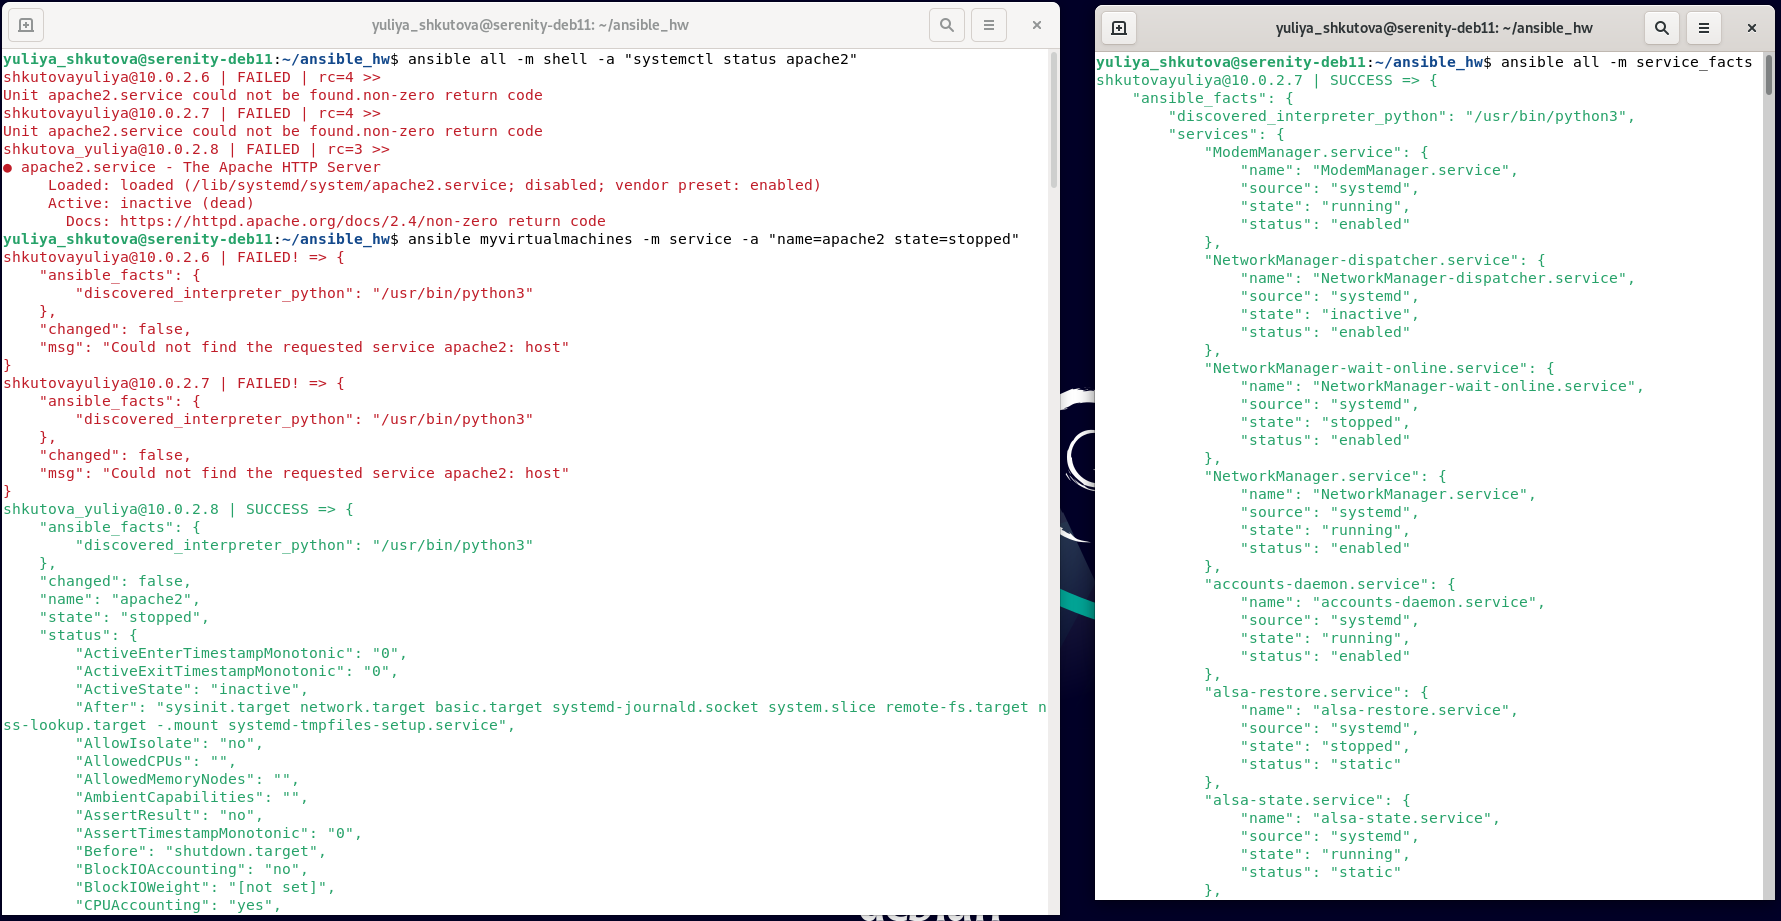 yuliya_shkutova@serenity-deb11: ~/ansible_hw
yuliya_shkutova@serenity-deb11:~/ansible_hw$ ansible all -m shell -a "systemctl status apache2"
shkutovayuliya@10.0.2.6 | FAILED | rc=4 >>
Unit apache2.service could not be found.non-zero return code
shkutovayuliya@10.0.2.7 | FAILED | rc=4 >>
Unit apache2.service could not be found.non-zero return code
shkutova_yuliya@10.0.2.8 | FAILED | rc=3 >>
● apache2.service - The Apache HTTP Server
     Loaded: loaded (/lib/systemd/system/apache2.service; disabled; vendor preset: enabled)
     Active: inactive (dead)
       Docs: https://httpd.apache.org/docs/2.4/non-zero return code
yuliya_shkutova@serenity-deb11:~/ansible_hw$ ansible myvirtualmachines -m service -a "name=apache2 state=stopped"
shkutovayuliya@10.0.2.6 | FAILED! => {
    "ansible_facts": {
        "discovered_interpreter_python": "/usr/bin/python3"
    },
    "changed": false,
    "msg": "Could not find the requested service apache2: host"
}
shkutovayuliya@10.0.2.7 | FAILED! => {
    "ansible_facts": {
        "discovered_interpreter_python": "/usr/bin/python3"
    },
    "changed": false,
    "msg": "Could not find the requested service apache2: host"
}
shkutova_yuliya@10.0.2.8 | SUCCESS => {
    "ansible_facts": {
        "discovered_interpreter_python": "/usr/bin/python3"
    },
    "changed": false,
    "name": "apache2",
    "state": "stopped",
    "status": {
        "ActiveEnterTimestampMonotonic": "0",
        "ActiveExitTimestampMonotonic": "0",
        "ActiveState": "inactive",
        "After": "sysinit.target network.target basic.target systemd-journald.socket system.slice remote-fs.target n
ss-lookup.target -.mount systemd-tmpfiles-setup.service",
        "AllowIsolate": "no",
        "AllowedCPUs": "",
        "AllowedMemoryNodes": "",
        "AmbientCapabilities": "",
        "AssertResult": "no",
        "AssertTimestampMonotonic": "0",
        "Before": "shutdown.target",
        "BlockIOAccounting": "no",
        "BlockIOWeight": "[not set]",
        "CPUAccounting": "yes",
yuliya_shkutova@serenity-deb11: ~/ansible_hw
yuliya_shkutova@serenity-deb11:~/ansible_hw$ ansible all -m service_facts
shkutovayuliya@10.0.2.7 | SUCCESS => {
    "ansible_facts": {
        "discovered_interpreter_python": "/usr/bin/python3",
        "services": {
            "ModemManager.service": {
                "name": "ModemManager.service",
                "source": "systemd",
                "state": "running",
                "status": "enabled"
            },
            "NetworkManager-dispatcher.service": {
                "name": "NetworkManager-dispatcher.service",
                "source": "systemd",
                "state": "inactive",
                "status": "enabled"
            },
            "NetworkManager-wait-online.service": {
                "name": "NetworkManager-wait-online.service",
                "source": "systemd",
                "state": "stopped",
                "status": "enabled"
            },
            "NetworkManager.service": {
                "name": "NetworkManager.service",
                "source": "systemd",
                "state": "running",
                "status": "enabled"
            },
            "accounts-daemon.service": {
                "name": "accounts-daemon.service",
                "source": "systemd",
                "state": "running",
                "status": "enabled"
            },
            "alsa-restore.service": {
                "name": "alsa-restore.service",
                "source": "systemd",
                "state": "stopped",
                "status": "static"
            },
            "alsa-state.service": {
                "name": "alsa-state.service",
                "source": "systemd",
                "state": "running",
                "status": "static"
            },